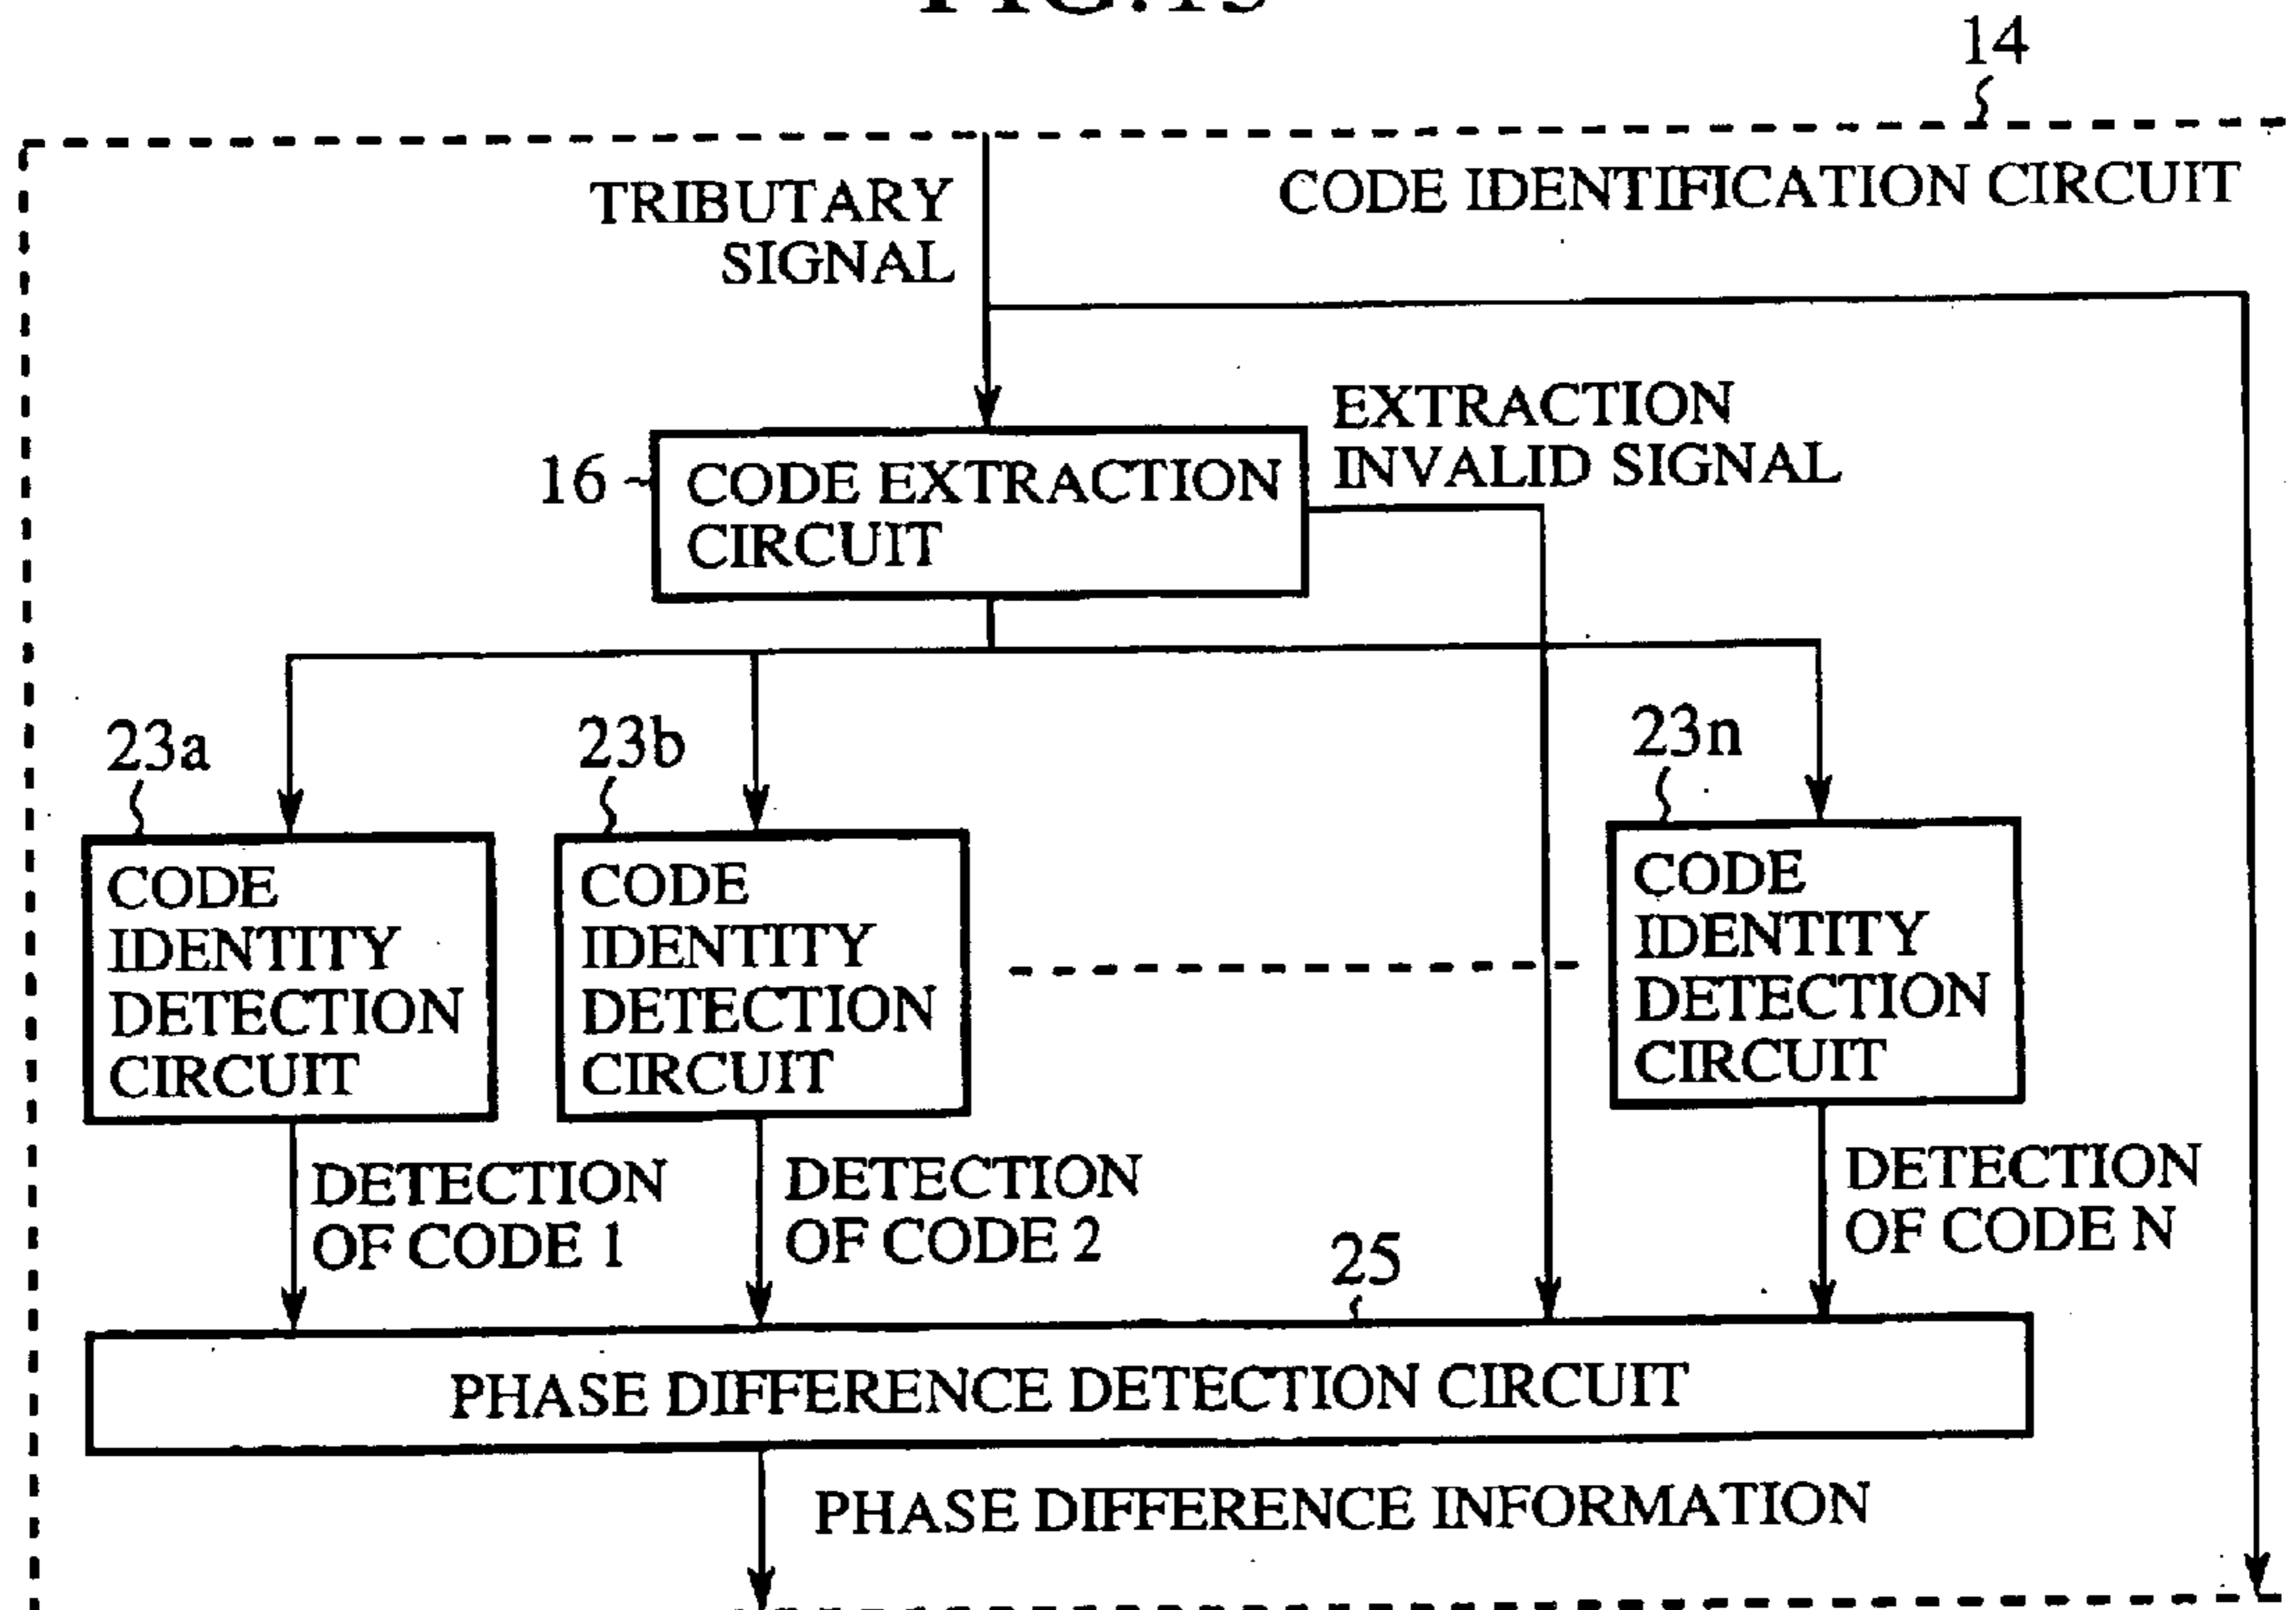 14
TRIBUTARY
SIGNAL
CODE IDENTIFICATION CIRCUIT
EXTRACTION
INVALID SIGNAL
16
CODE EXTRACTION
CIRCUIT
23a
23b
23n
CODE
IDENTITY
DETECTION
CIRCUIT
CODE
IDENTITY
DETECTION
CIRCUIT
CODE
IDENTITY
DETECTION
CIRCUIT
DETECTION
OF CODE 1
DETECTION
OF CODE 2
DETECTION
OF CODE N
25
PHASE DIFFERENCE DETECTION CIRCUIT
PHASE DIFFERENCE INFORMATION